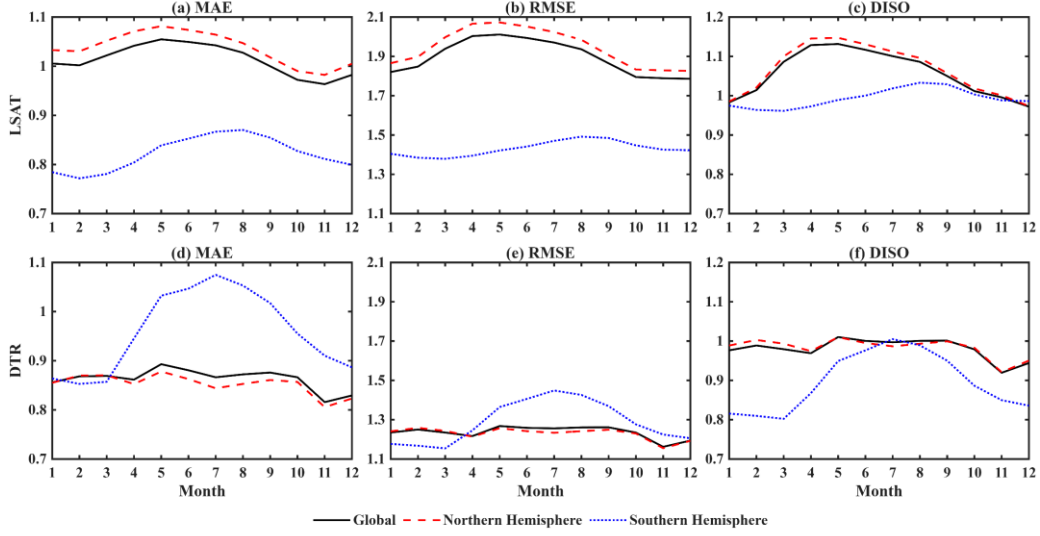 (a) MAE
(b) RMSE
(c) DISO
LSAT
1.1
1
0.9
0.8
0.7
1 2 3 4 5 6 7 8 9 10 11 12
2.1
1.9
1.7
1.5
1.3
1.1
1 2 3 4 5 6 7 8 9 10 11 12
1.2
1.1
1
0.9
0.8
0.7
1 2 3 4 5 6 7 8 9 10 11 12
(d) MAE
(e) RMSE
(f) DISO
DTR
1.1
1
0.9
0.8
0.7
1 2 3 4 5 6 7 8 9 10 11 12
Month
2.1
1.9
1.7
1.5
1.3
1.1
1 2 3 4 5 6 7 8 9 10 11 12
Month
1.2
1.1
1
0.9
0.8
0.7
1 2 3 4 5 6 7 8 9 10 11 12
Month
Global Northern Hemisphere Southern Hemisphere